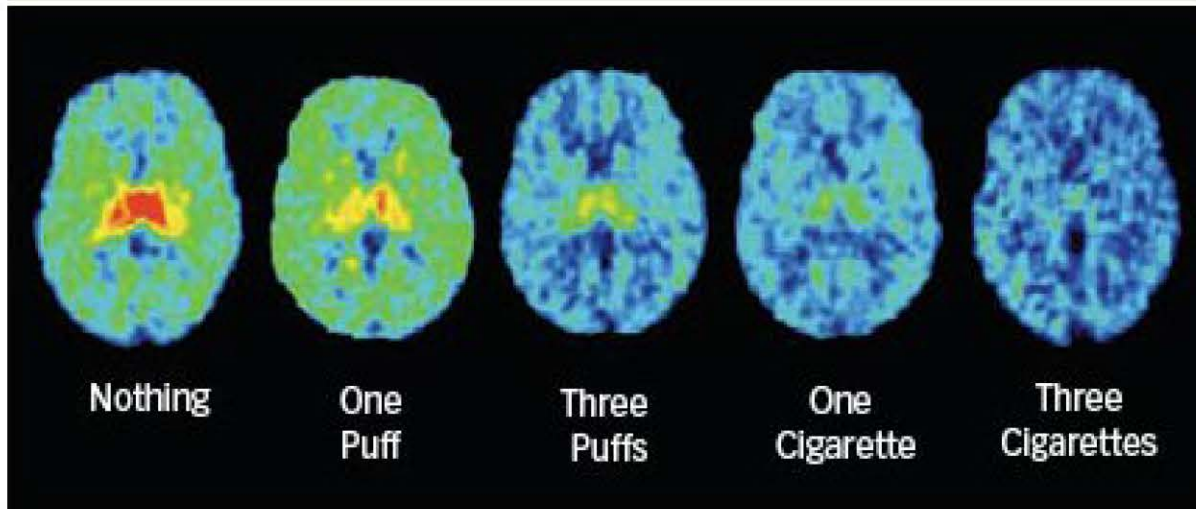 Nothing
One
Puff
Three
Puffs
One
Cigarette
Three
Cigarettes